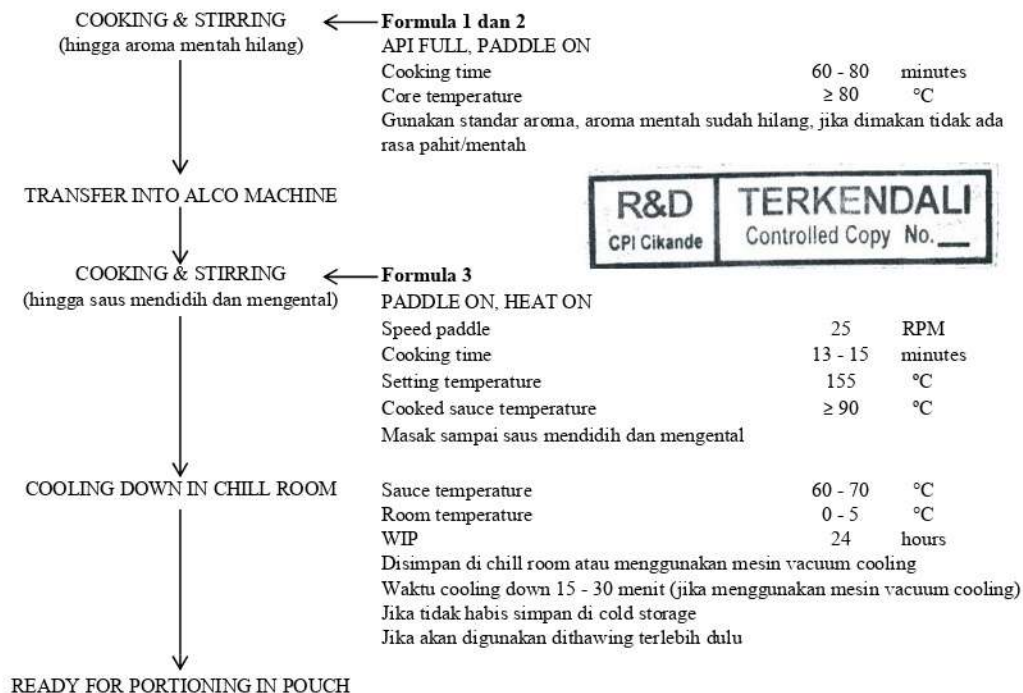 COOKING & STIRRING
(hingga aroma mentah hilang)
Formula 1 dan 2
API FULL, PADDLE ON
Cooking time 60 - 80 minutes
Core temperature ≥ 80 °C
Gunakan standar aroma, aroma mentah sudah hilang, jika dimakan tidak ada
rasa pahit/mentah
TRANSFER INTO ALCO MACHINE
R&D
CPI Cikande
TERKENDALI
Controlled Copy No.___
COOKING & STIRRING
(hingga saus mendidih dan mengental)
Formula 3
PADDLE ON, HEAT ON
Speed paddle 25 RPM
Cooking time 13 - 15 minutes
Setting temperature 155 °C
Cooked sauce temperature ≥ 90 °C
Masak sampai saus mendidih dan mengental
COOLING DOWN IN CHILL ROOM
Sauce temperature 60 - 70 °C
Room temperature 0 - 5 °C
WIP 24 hours
Disimpan di chill room atau menggunakan mesin vacuum cooling
Waktu cooling down 15 - 30 menit (jika menggunakan mesin vacuum cooling)
Jika tidak habis simpan di cold storage
Jika akan digunakan dithawing terlebih dulu
READY FOR PORTIONING IN POUCH